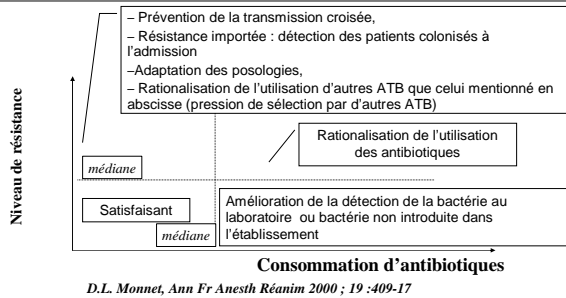 – Prévention de la transmission croisée,
– Résistance importée : détection des patients colonisés à
l'admission
–Adaptation des posologies,
– Rationalisation de l'utilisation d'autres ATB que celui mentionné en
abscisse (pression de sélection par d'autres ATB)
Niveau de résistance
Rationalisation de l'utilisation
des antibiotiques
médiane
Satisfaisant
médiane
Amélioration de la détection de la bactérie au
laboratoire ou bactérie non introduite dans
l'établissement
Consommation d'antibiotiques
D.L. Monnet, Ann Fr Anesth Réanim 2000 ; 19 :409-17